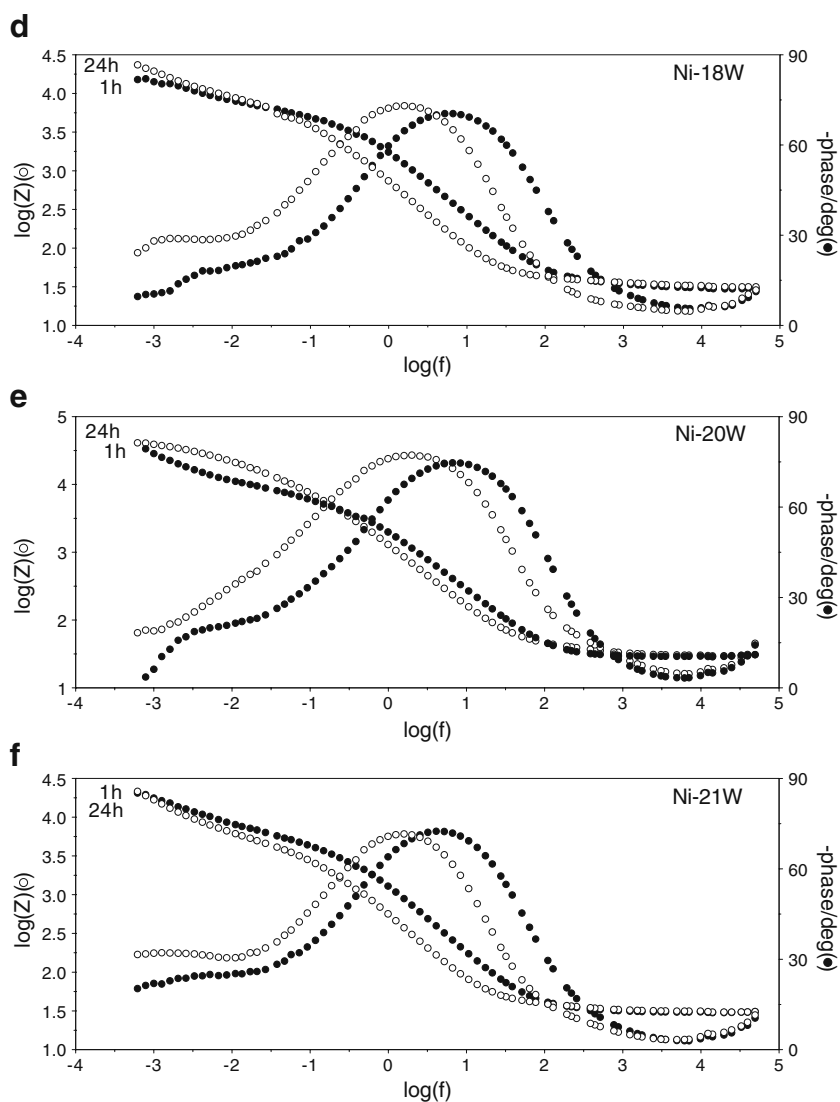 d
4.5
4.0
3.5
3.0
2.5
2.0
1.5
1.0
log(Z)(○)
24h
1h
Ni-18W
90
60
30
0
-phase/deg(●)
-4 -3 -2 -1 0 1 2 3 4 5
log(f)
e
5
4
3
2
1
log(Z)(○)
24h
1h
Ni-20W
90
60
30
0
-phase/deg(●)
-4 -3 -2 -1 0 1 2 3 4 5
log(f)
f
4.5
4.0
3.5
3.0
2.5
2.0
1.5
1.0
log(Z)(○)
1h
24h
Ni-21W
90
60
30
0
-phase/deg(●)
-4 -3 -2 -1 0 1 2 3 4 5
log(f)